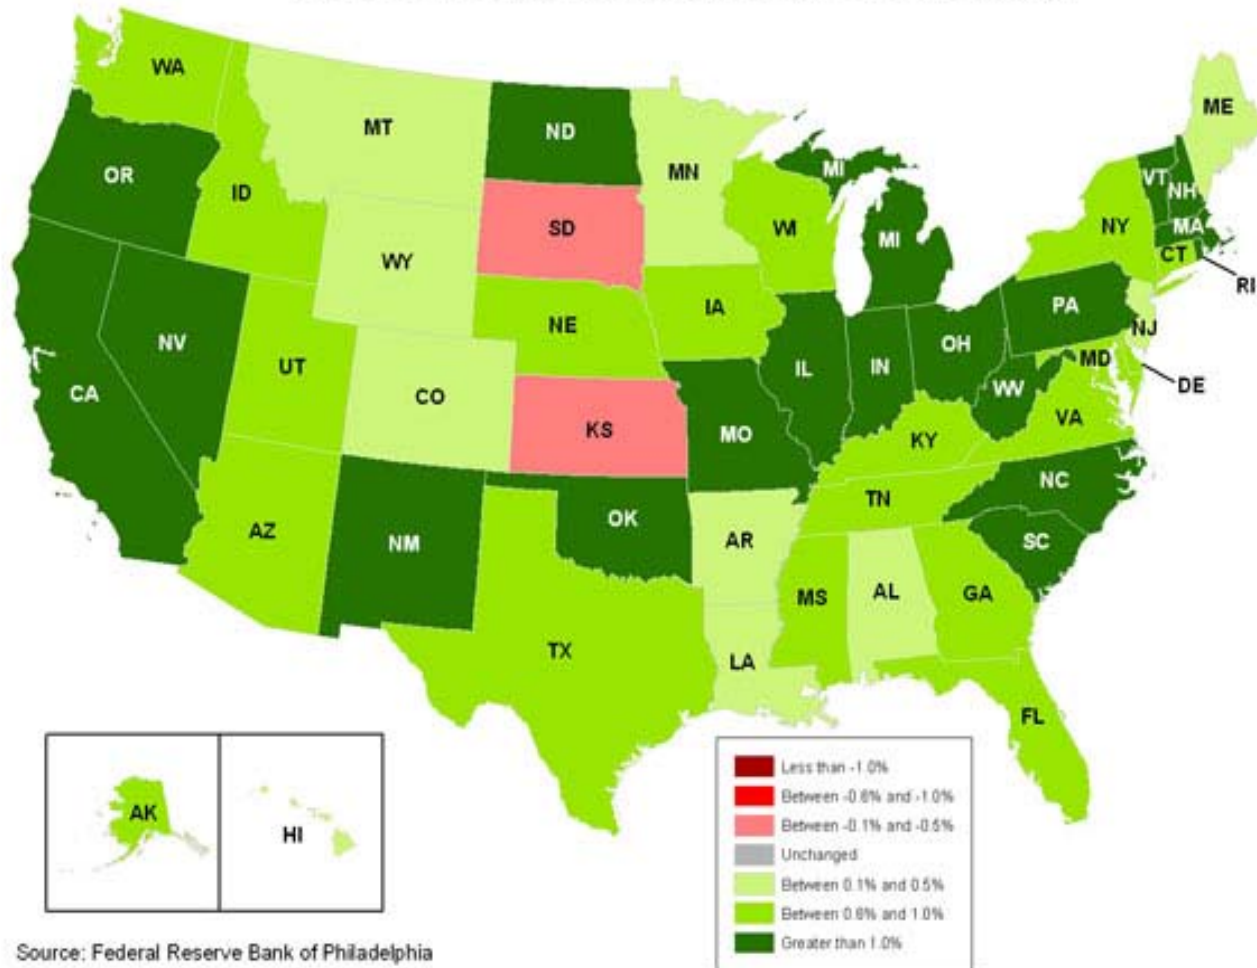 WA
MT
ND
MN
ME
OR
ID
SD
WI
MI
MI
VT
NH
NY
MA
CT
RI
WY
NE
IA
PA
NJ
NV
UT
CO
IL
IN
OH
MD
DE
CA
KS
MO
WV
VA
KY
NC
AZ
NM
OK
TN
AR
SC
MS
AL
GA
TX
LA
FL
AK
HI
Less than -1.0%
Between -0.6% and -1.0%
Between -0.1% and -0.5%
Unchanged
Between 0.1% and 0.5%
Between 0.6% and 1.0%
Greater than 1.0%
Source: Federal Reserve Bank of Philadelphia